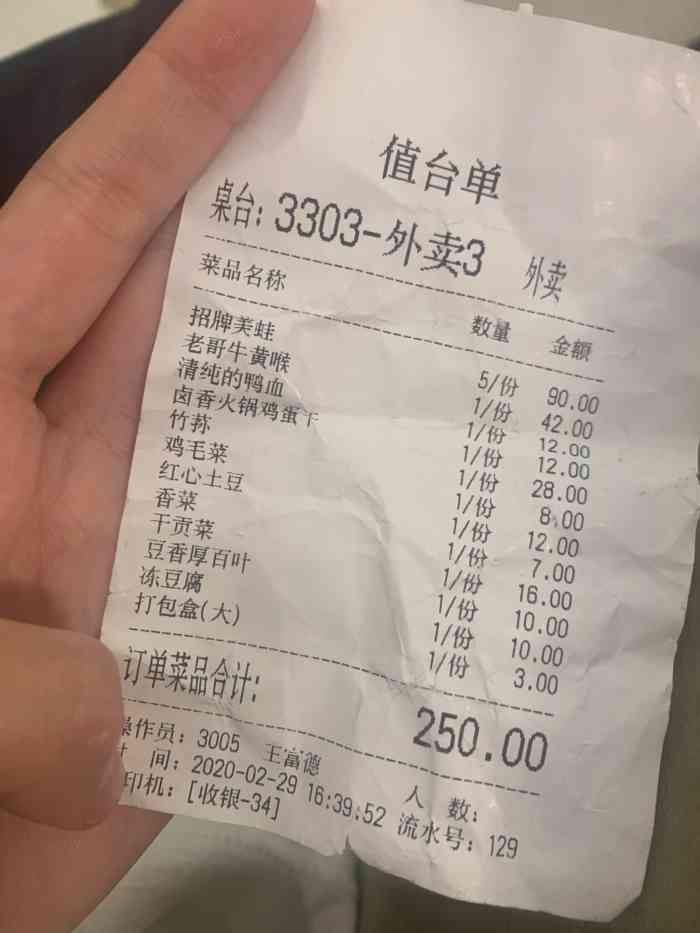 值台单
桌台: 3303-外卖3 外卖
菜品名称 数量 金额
招牌美蛙 5/份 90.00
老哥牛黄喉 1/份 42.00
清纯的鸭血 1/份 12.00
卤香火锅鸡蛋干 1/份 12.00
竹荪 1/份 28.00
鸡毛菜 1/份 8.00
红心土豆 1/份 12.00
香菜 1/份 7.00
干贡菜 1/份 16.00
豆香厚百叶 1/份 10.00
冻豆腐 1/份 10.00
打包盒(大) 1/份 3.00
订单菜品合计: 250.00
操作员: 3005 王富德 人 数:
时 间: 2020-02-29 16:39:52 流水号: 129
印机: [收银-34]